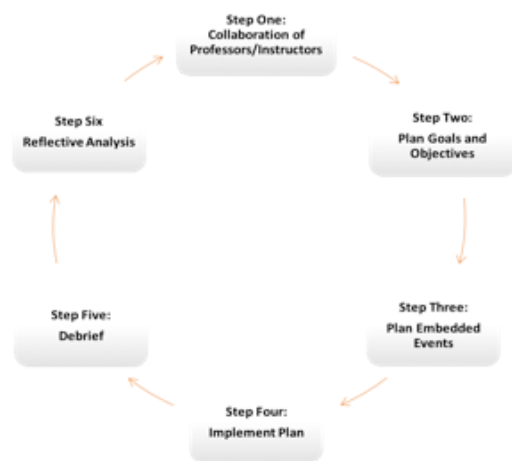 Step One:
Collaboration of
Professors/Instructors
Step Two:
Plan Goals and
Objectives
Step Three:
Plan Embedded
Events
Step Four:
Implement Plan
Step Five:
Debrief
Step Six
Reflective Analysis